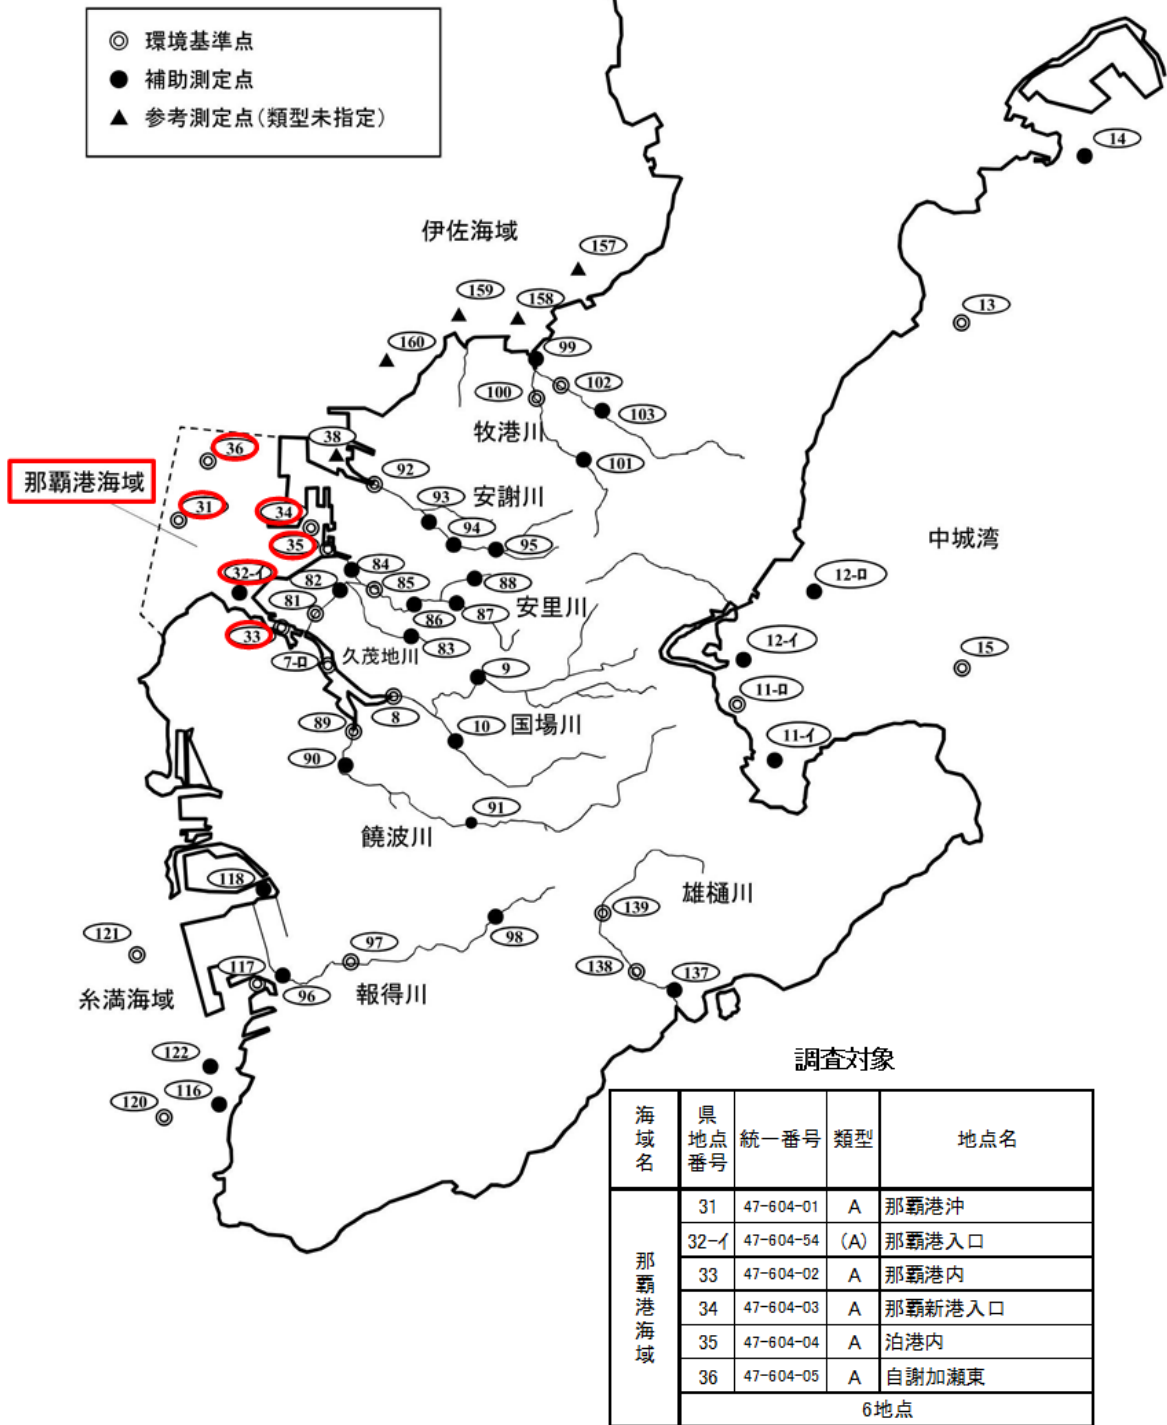 ◎ 環境基準点
● 補助測定点
▲ 参考測定点(類型未指定)
14
伊佐海域
157
159
158
13
160
99
102
100
103
牧港川
38
36
92
101
那覇港海域
31
34
93
安謝川
94
35
95
中城湾
84
32-イ
82
85
88
12-ロ
81
86
87
安里川
33
83
12-イ
7-ロ
久茂地川
9
15
11-ロ
89
8
10
国場川
11-イ
90
91
饒波川
118
雄樋川
139
121
97
98
117
138
137
糸満海域
96
報得川
122
116
120
調査対象
海域名 県地点番号 統一番号 類型 地点名
那覇港海域
31 47-604-01 A 那覇港沖
32-イ 47-604-54 (A) 那覇港入口
33 47-604-02 A 那覇港内
34 47-604-03 A 那覇新港入口
35 47-604-04 A 泊港内
36 47-604-05 A 自謝加瀬東
6地点